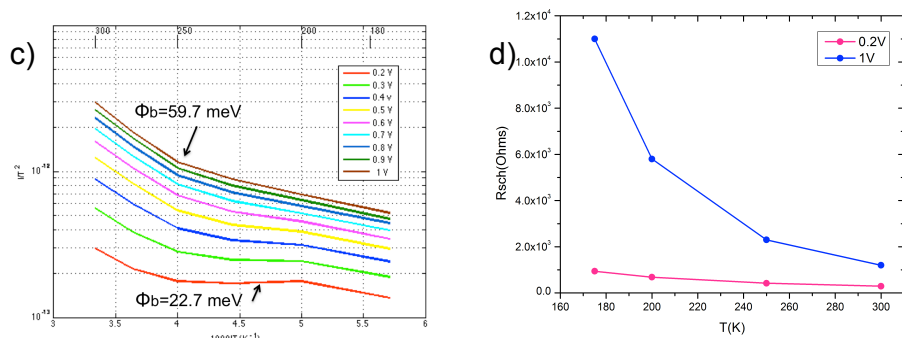 c)
300 250 200 180
0.2 V
0.3 V
0.4 v
0.5 V
0.6 V
0.7 V
0.8 V
0.9 V
1 V
Φb=59.7 meV
Φb=22.7 meV
I/T²
10⁻¹²
10⁻¹³
3 3.5 4 4.5 5 5.5 6
1000/T(K⁻¹)
d)
0.2V
1V
1.2x10⁴
1.0x10⁴
8.0x10³
6.0x10³
4.0x10³
2.0x10³
0.0
Rsch(Ohms)
160 180 200 220 240 260 280 300
T(K)